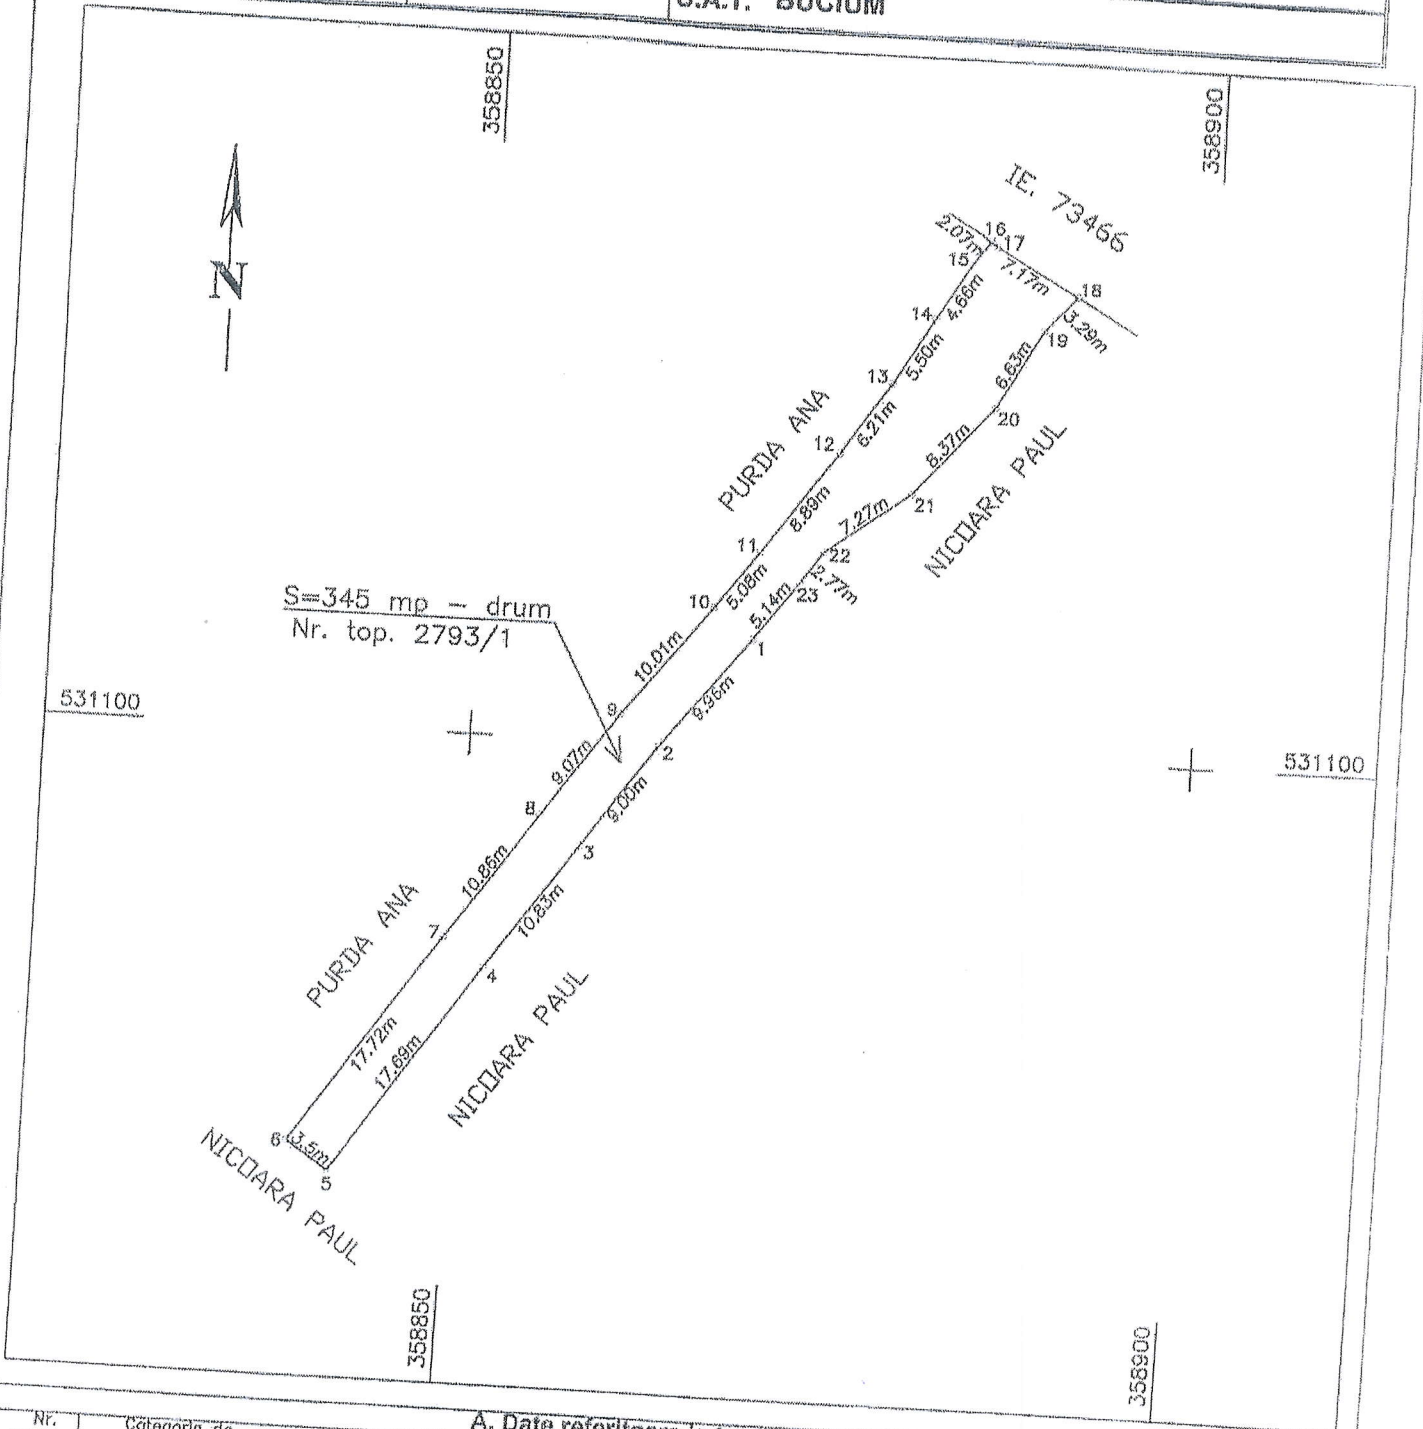 U.A.T. BUCIUM
358850
358900
N
IE. 73466
16
17
2.07m
15
7.17m
18
4.66m
3.29m
14
19
5.50m
6.63m
13
PURDA ANA
6.21m
20
12
8.37m
NICOARA PAUL
8.89m
21
7.27m
11
22
2.77m
5.08m
23
S=345 mp - drum
Nr. top. 2793/1
10
5.14m
1
10.01m
9.96m
531100
9
2
9.07m
531100
9.00m
8
3
10.86m
10.83m
PURDA ANA
7
4
NICOARA PAUL
17.72m
17.69m
6
3.5m
5
NICOARA PAUL
358850
358900
Nr.
Categoria de
A. Date referitoare